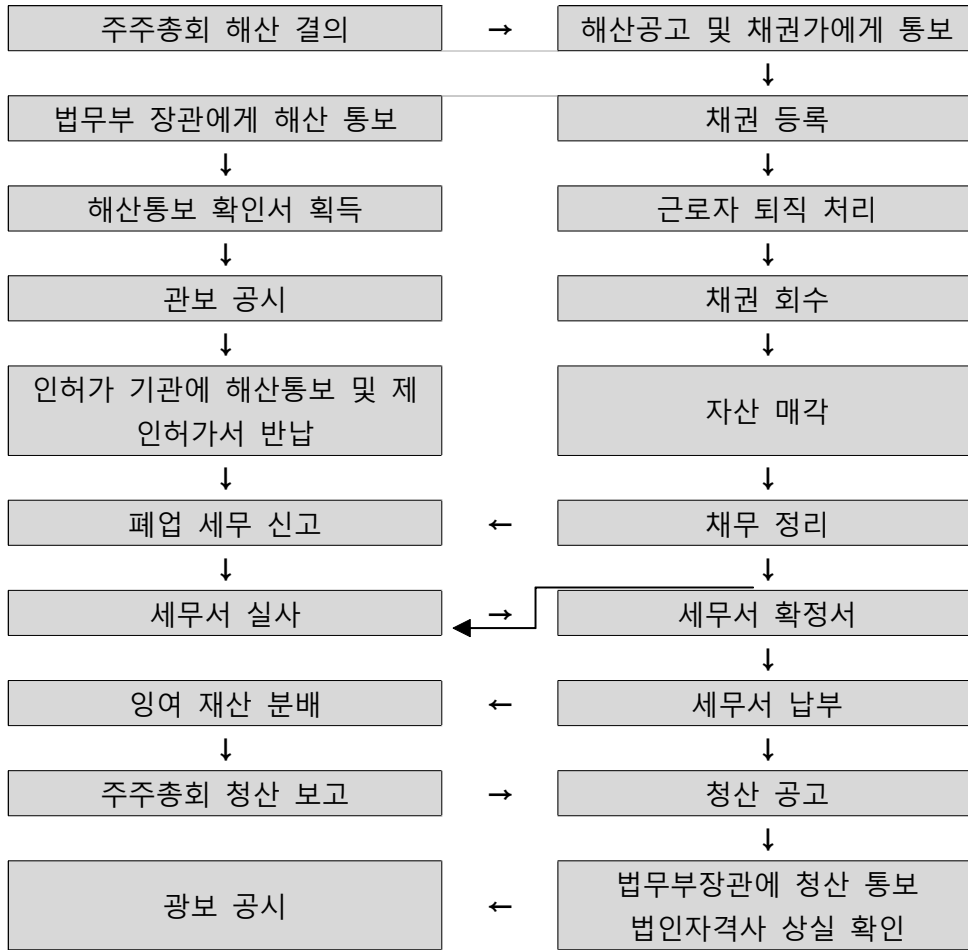 주주총회 해산 결의 → 해산공고 및 채권가에게 통보
↓
법무부 장관에게 해산 통보 채권 등록
↓ ↓
해산통보 확인서 획득 근로자 퇴직 처리
↓ ↓
관보 공시 채권 회수
↓ ↓
인허가 기관에 해산통보 및 제
인허가서 반납
자산 매각
↓ ↓
폐업 세무 신고 ← 채무 정리
↓ ↓
세무서 실사 → 세무서 확정서
↓
잉여 재산 분배 ← 세무서 납부
↓ ↓
주주총회 청산 보고 → 청산 공고
↓
광보 공시 ←
법무부장관에 청산 통보
법인자격사 상실 확인